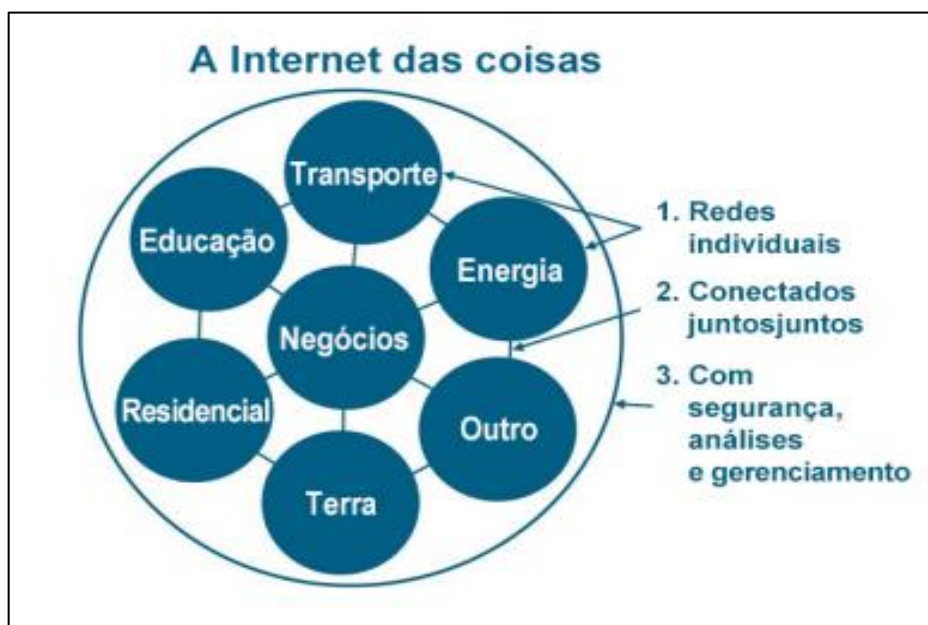 A Internet das coisas
Transporte
Educação
Energia
Negócios
Residencial
Outro
Terra
1. Redes
individuais
2. Conectados
juntosjuntos
3. Com
segurança,
análises
e gerenciamento